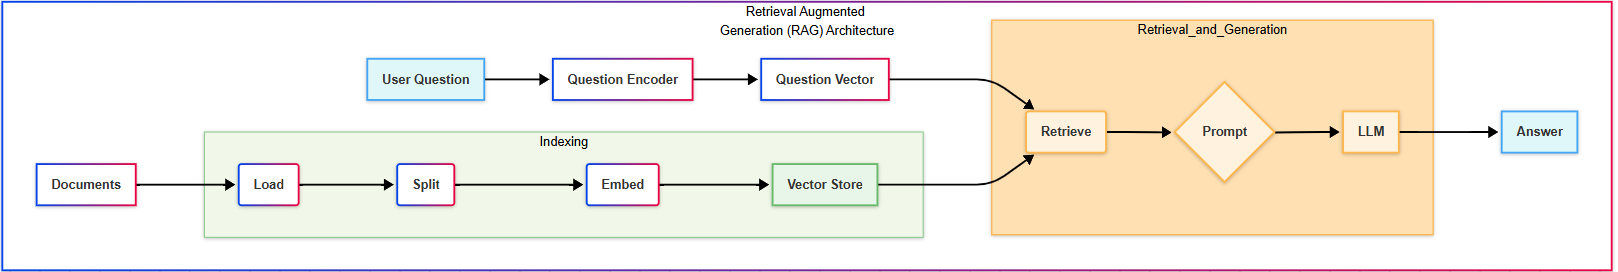 Retrieval Augmented
Generation (RAG) Architecture
Retrieval_and_Generation
User Question
Question Encoder
Question Vector
Retrieve
Prompt
LLM
Answer
Indexing
Documents
Load
Split
Embed
Vector Store